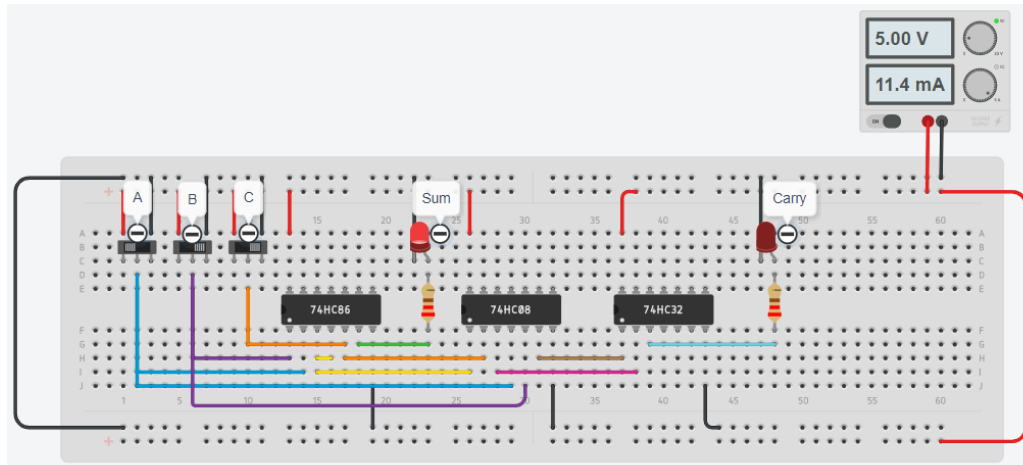 5.00 V
11.4 mA
A
B
C
Sum
Carry
15 20 25 30 35 40 45 50 55 60
A A
B B
C C
D D
E E
74HC86
74HC08
74HC32
F F
G G
H H
I I
J J
1 5 10 15 20 25 30 35 40 45 50 55 60